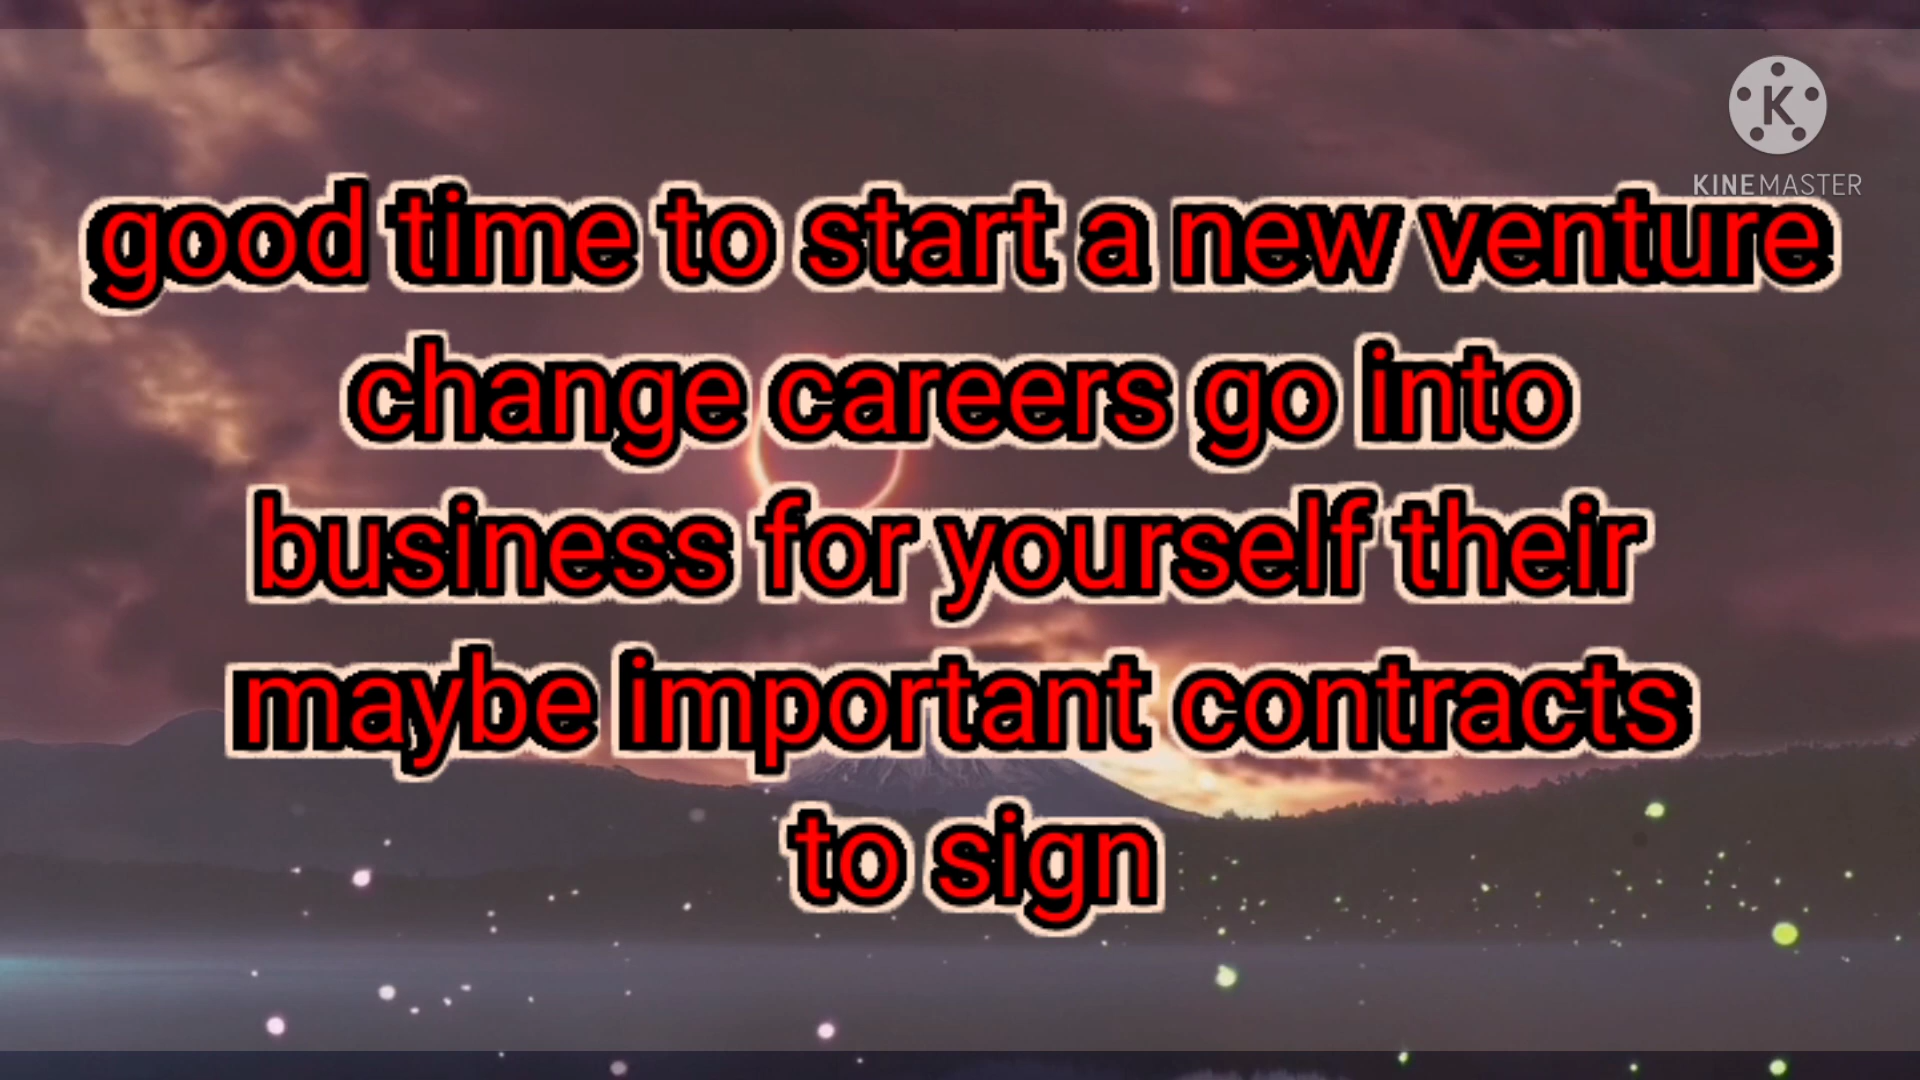 K
KINEMASTER
good time to start a new venture
change careers go into
business for yourself their
maybe important contracts
to sign